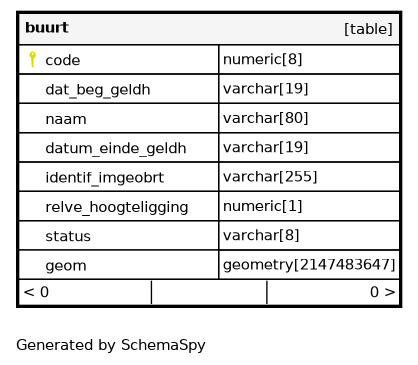 buurt [table]
code numeric[8]
dat_beg_geldh varchar[19]
naam varchar[80]
datum_einde_geldh varchar[19]
identif_imgeobrt varchar[255]
relve_hoogteligging numeric[1]
status varchar[8]
geom geometry[2147483647]
< 0 0 >
Generated by SchemaSpy